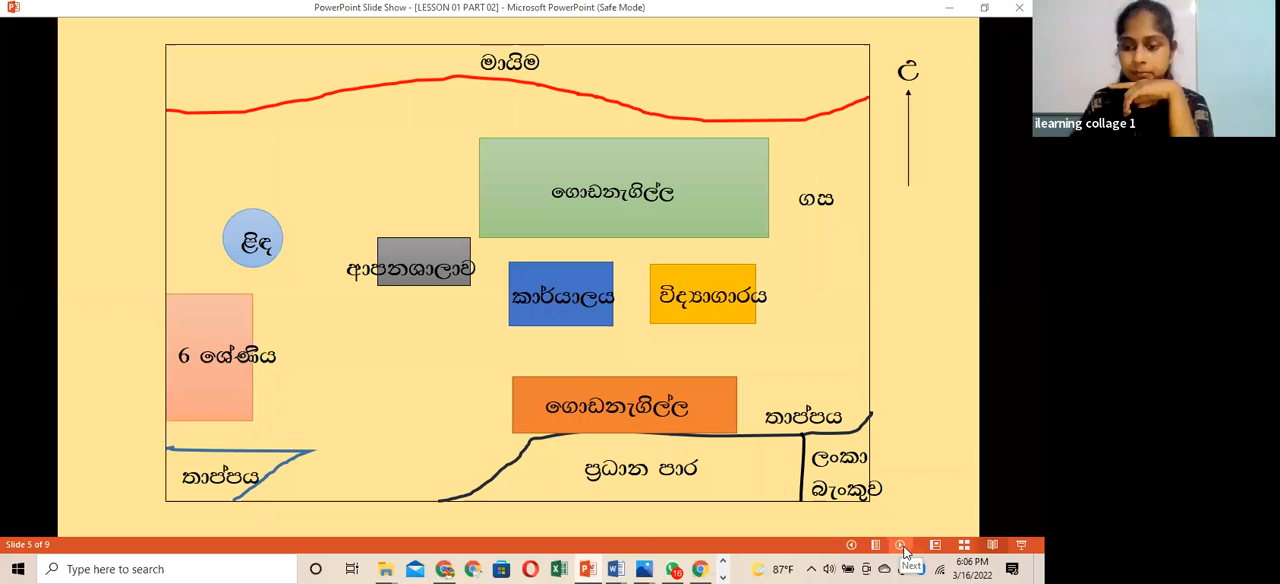 PowerPoint Slide Show - [LESSON 01 PART 02] - Microsoft PowerPoint (Safe Mode)
ilearning collage 1
මායිම
උ
ගොඩනැගිල්ල
ගස
ළිඳ
ආපනශාලාව
කාර්යාලය
විද්‍යාගාරය
6 ශ්‍රේණිය
ගොඩනැගිල්ල
තාප්පය
ප්‍රධාන පාර
ලංකා
බැංකුව
තාප්පය
Slide 5 of 9
Next
Type here to search
16
87°F
6:06 PM
3/16/2022